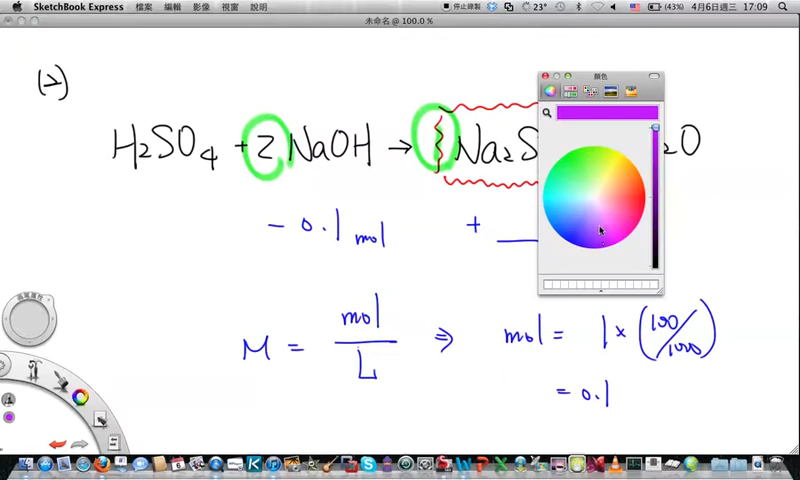 SketchBook Express 檔案 編輯 影像 視窗 說明 停止錄製 23° (43%) 4月6日週三 17:09
未命名 @ 100.0 %
顏色
(2)
H2SO4 + 2 NaOH → Na2S 2O
- 0.1 mol +
M = mol / L ⇒ mol = 1 × (100/1000)
= 0.1